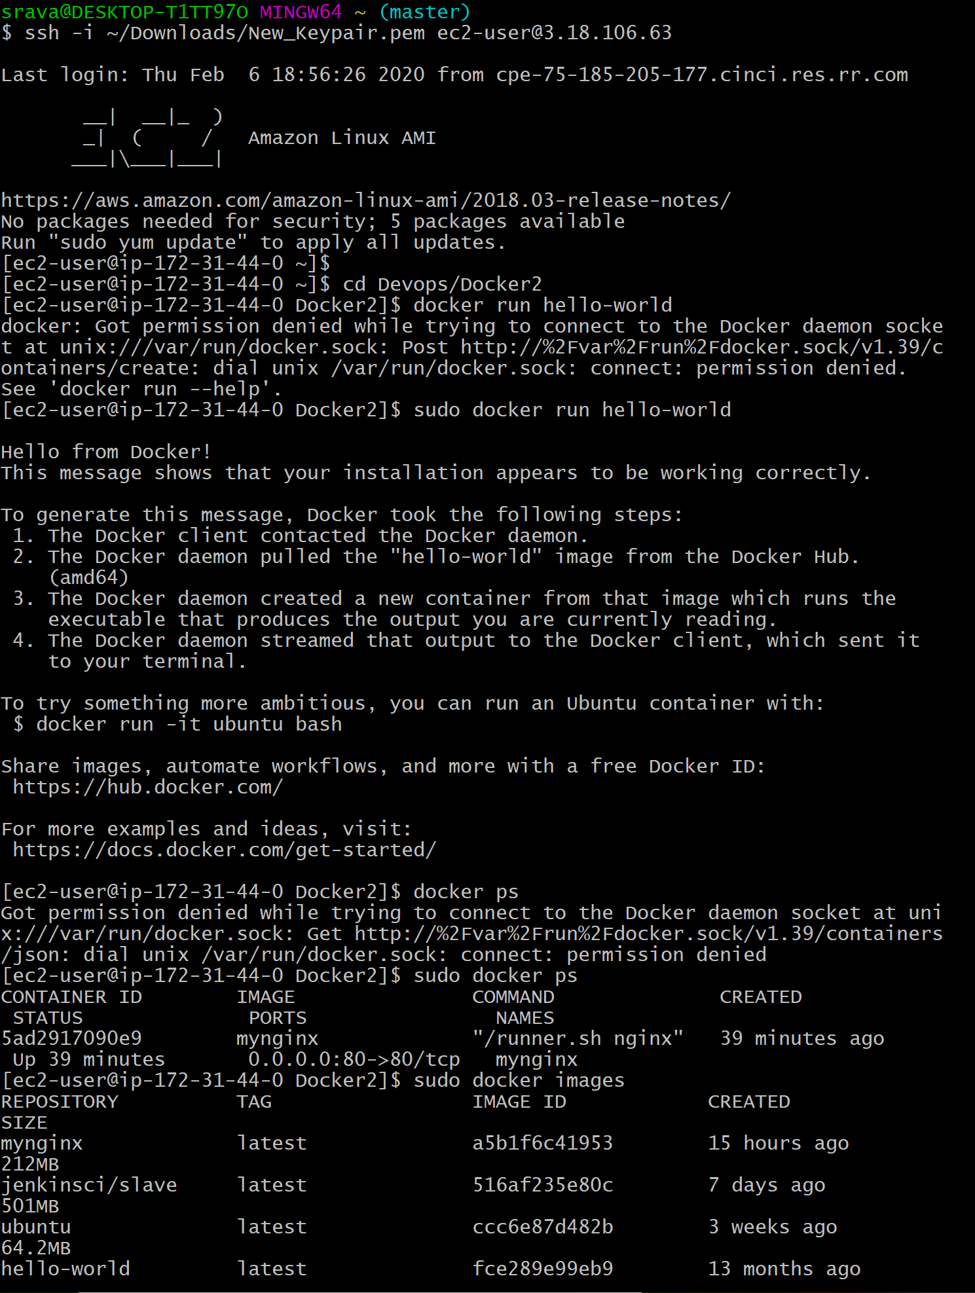 srava@DESKTOP-T1TT97O MINGW64 ~ (master)
$ ssh -i ~/Downloads/New_Keypair.pem ec2-user@3.18.106.63

Last login: Thu Feb  6 18:56:26 2020 from cpe-75-185-205-177.cinci.res.rr.com

       __|  __|_  )
       _|  (     /   Amazon Linux AMI
      ___|\___|___|

https://aws.amazon.com/amazon-linux-ami/2018.03-release-notes/
No packages needed for security; 5 packages available
Run "sudo yum update" to apply all updates.
[ec2-user@ip-172-31-44-0 ~]$
[ec2-user@ip-172-31-44-0 ~]$ cd Devops/Docker2
[ec2-user@ip-172-31-44-0 Docker2]$ docker run hello-world
docker: Got permission denied while trying to connect to the Docker daemon socke
t at unix:///var/run/docker.sock: Post http://%2Fvar%2Frun%2Fdocker.sock/v1.39/c
ontainers/create: dial unix /var/run/docker.sock: connect: permission denied.
See 'docker run --help'.
[ec2-user@ip-172-31-44-0 Docker2]$ sudo docker run hello-world

Hello from Docker!
This message shows that your installation appears to be working correctly.

To generate this message, Docker took the following steps:
 1. The Docker client contacted the Docker daemon.
 2. The Docker daemon pulled the "hello-world" image from the Docker Hub.
    (amd64)
 3. The Docker daemon created a new container from that image which runs the
    executable that produces the output you are currently reading.
 4. The Docker daemon streamed that output to the Docker client, which sent it
    to your terminal.

To try something more ambitious, you can run an Ubuntu container with:
 $ docker run -it ubuntu bash

Share images, automate workflows, and more with a free Docker ID:
 https://hub.docker.com/

For more examples and ideas, visit:
 https://docs.docker.com/get-started/

[ec2-user@ip-172-31-44-0 Docker2]$ docker ps
Got permission denied while trying to connect to the Docker daemon socket at uni
x:///var/run/docker.sock: Get http://%2Fvar%2Frun%2Fdocker.sock/v1.39/containers
/json: dial unix /var/run/docker.sock: connect: permission denied
[ec2-user@ip-172-31-44-0 Docker2]$ sudo docker ps
CONTAINER ID        IMAGE               COMMAND              CREATED
 STATUS              PORTS                NAMES
5ad2917090e9        mynginx             "/runner.sh nginx"   39 minutes ago
 Up 39 minutes       0.0.0.0:80->80/tcp   mynginx
[ec2-user@ip-172-31-44-0 Docker2]$ sudo docker images
REPOSITORY          TAG                 IMAGE ID            CREATED
SIZE
mynginx             latest              a5b1f6c41953        15 hours ago
212MB
jenkinsci/slave     latest              516af235e80c        7 days ago
501MB
ubuntu              latest              ccc6e87d482b        3 weeks ago
64.2MB
hello-world         latest              fce289e99eb9        13 months ago